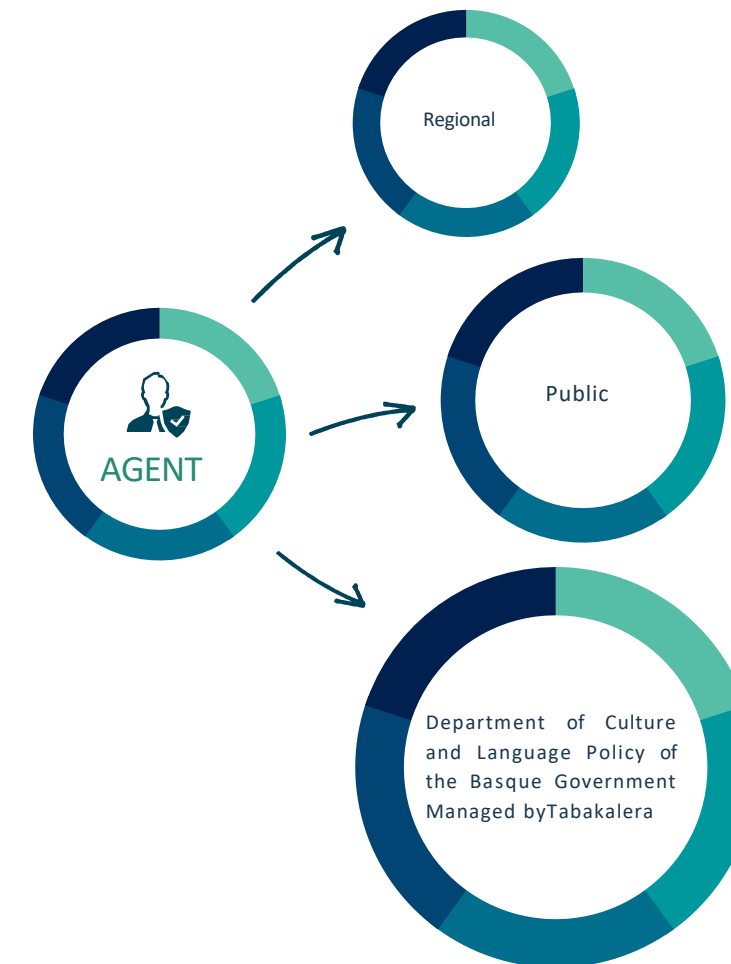 Regional
Public
AGENT
Department of Culture
and Language Policy of
the Basque Government
Managed byTabakalera